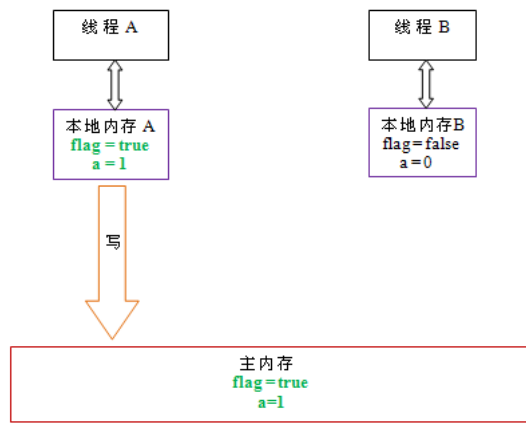 线程 A
线程 B
本地内存 A
flag = true
a = 1
本地内存B
flag=false
a=0
写
主内存
flag=true
a=1